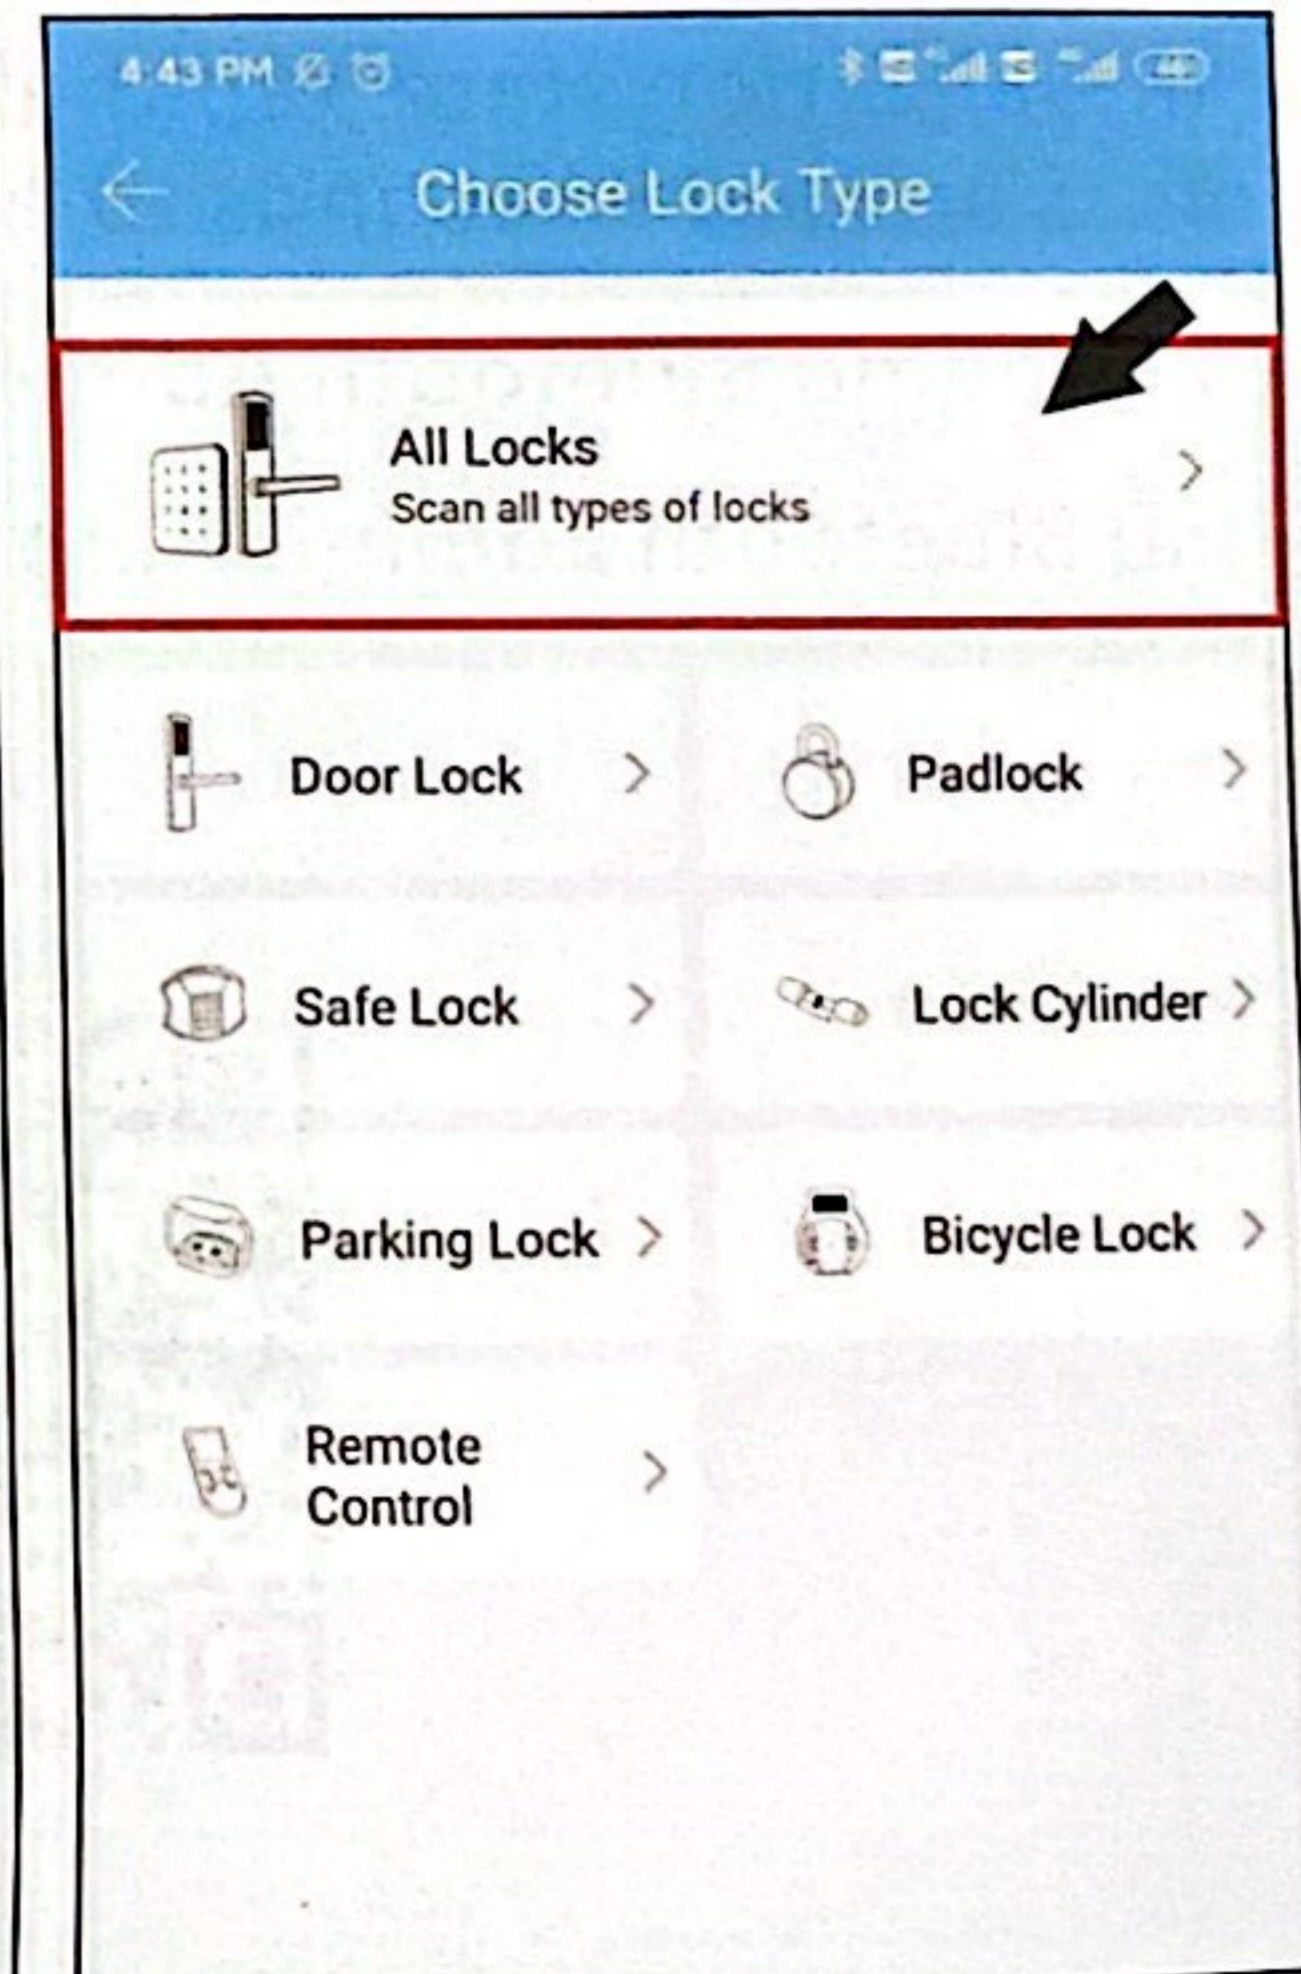 4:43 PM
Choose Lock Type
All Locks
Scan all types of locks
Door Lock
Padlock
Safe Lock
Lock Cylinder
Parking Lock
Bicycle Lock
Remote
Control